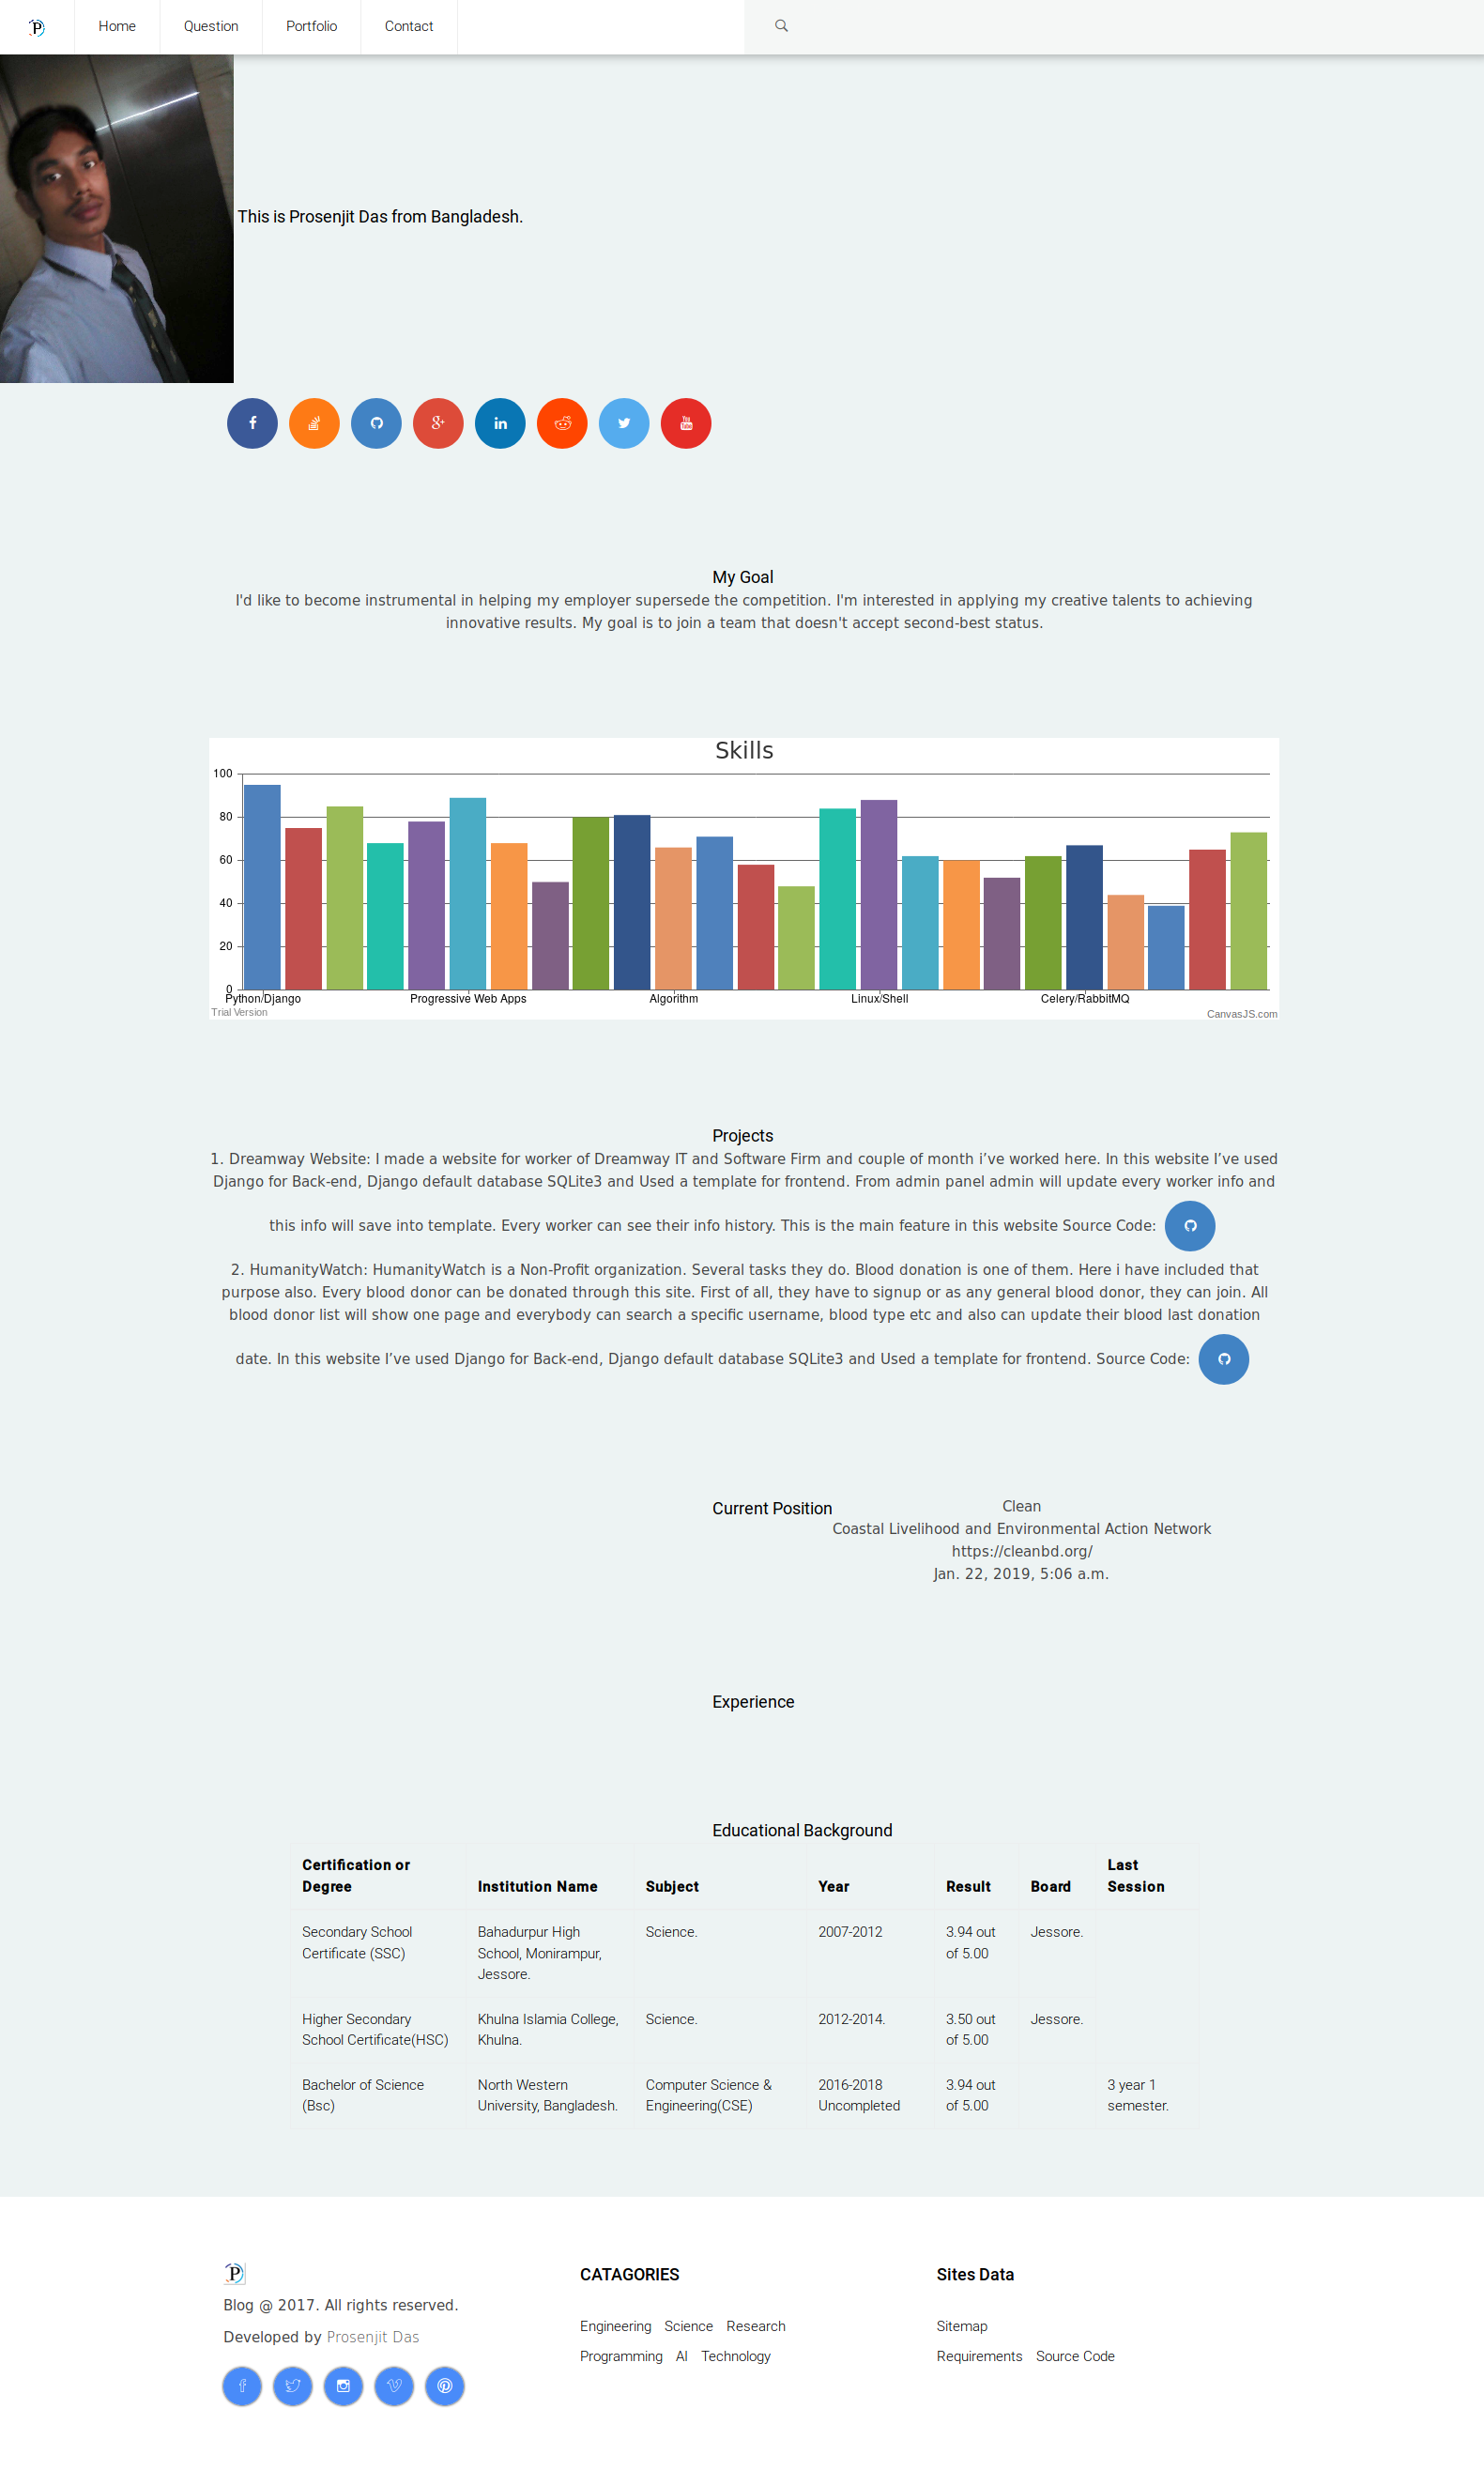 P
Home Question Portfolio Contact
This is Prosenjit Das from Bangladesh.
My Goal
I'd like to become instrumental in helping my employer supersede the competition. I'm interested in applying my creative talents to achieving
innovative results. My goal is to join a team that doesn't accept second-best status.
Skills
100
80
60
40
20
0
Python/Django Progressive Web Apps Algorithm Linux/Shell Celery/RabbitMQ
Trial Version CanvasJS.com
Projects
1. Dreamway Website: I made a website for worker of Dreamway IT and Software Firm and couple of month i’ve worked here. In this website I’ve used
Django for Back-end, Django default database SQLite3 and Used a template for frontend. From admin panel admin will update every worker info and
this info will save into template. Every worker can see their info history. This is the main feature in this website Source Code:
2. HumanityWatch: HumanityWatch is a Non-Profit organization. Several tasks they do. Blood donation is one of them. Here i have included that
purpose also. Every blood donor can be donated through this site. First of all, they have to signup or as any general blood donor, they can join. All
blood donor list will show one page and everybody can search a specific username, blood type etc and also can update their blood last donation
date. In this website I’ve used Django for Back-end, Django default database SQLite3 and Used a template for frontend. Source Code:
Current Position
Clean
Coastal Livelihood and Environmental Action Network
https://cleanbd.org/
Jan. 22, 2019, 5:06 a.m.
Experience
Educational Background
Certification or
Degree
Institution Name
Subject
Year
Result
Board
Last
Session
Secondary School
Certificate (SSC)
Bahadurpur High
School, Monirampur,
Jessore.
Science.
2007-2012
3.94 out
of 5.00
Jessore.
Higher Secondary
School Certificate(HSC)
Khulna Islamia College,
Khulna.
Science.
2012-2014.
3.50 out
of 5.00
Jessore.
Bachelor of Science
(Bsc)
North Western
University, Bangladesh.
Computer Science &
Engineering(CSE)
2016-2018
Uncompleted
3.94 out
of 5.00
3 year 1
semester.
P
Blog @ 2017. All rights reserved.
Developed by Prosenjit Das
CATAGORIES
Engineering Science Research
Programming AI Technology
Sites Data
Sitemap
Requirements Source Code